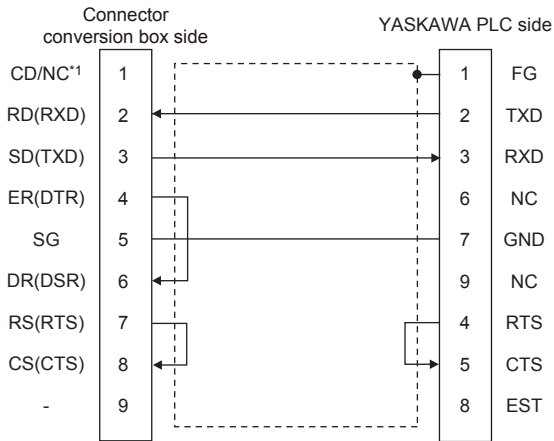 Connector
conversion box side
YASKAWA PLC side
CD/NC*1 1 1 FG
RD(RXD) 2 2 TXD
SD(TXD) 3 3 RXD
ER(DTR) 4 6 NC
SG 5 7 GND
DR(DSR) 6 9 NC
RS(RTS) 7 4 RTS
CS(CTS) 8 5 CTS
- 9 8 EST